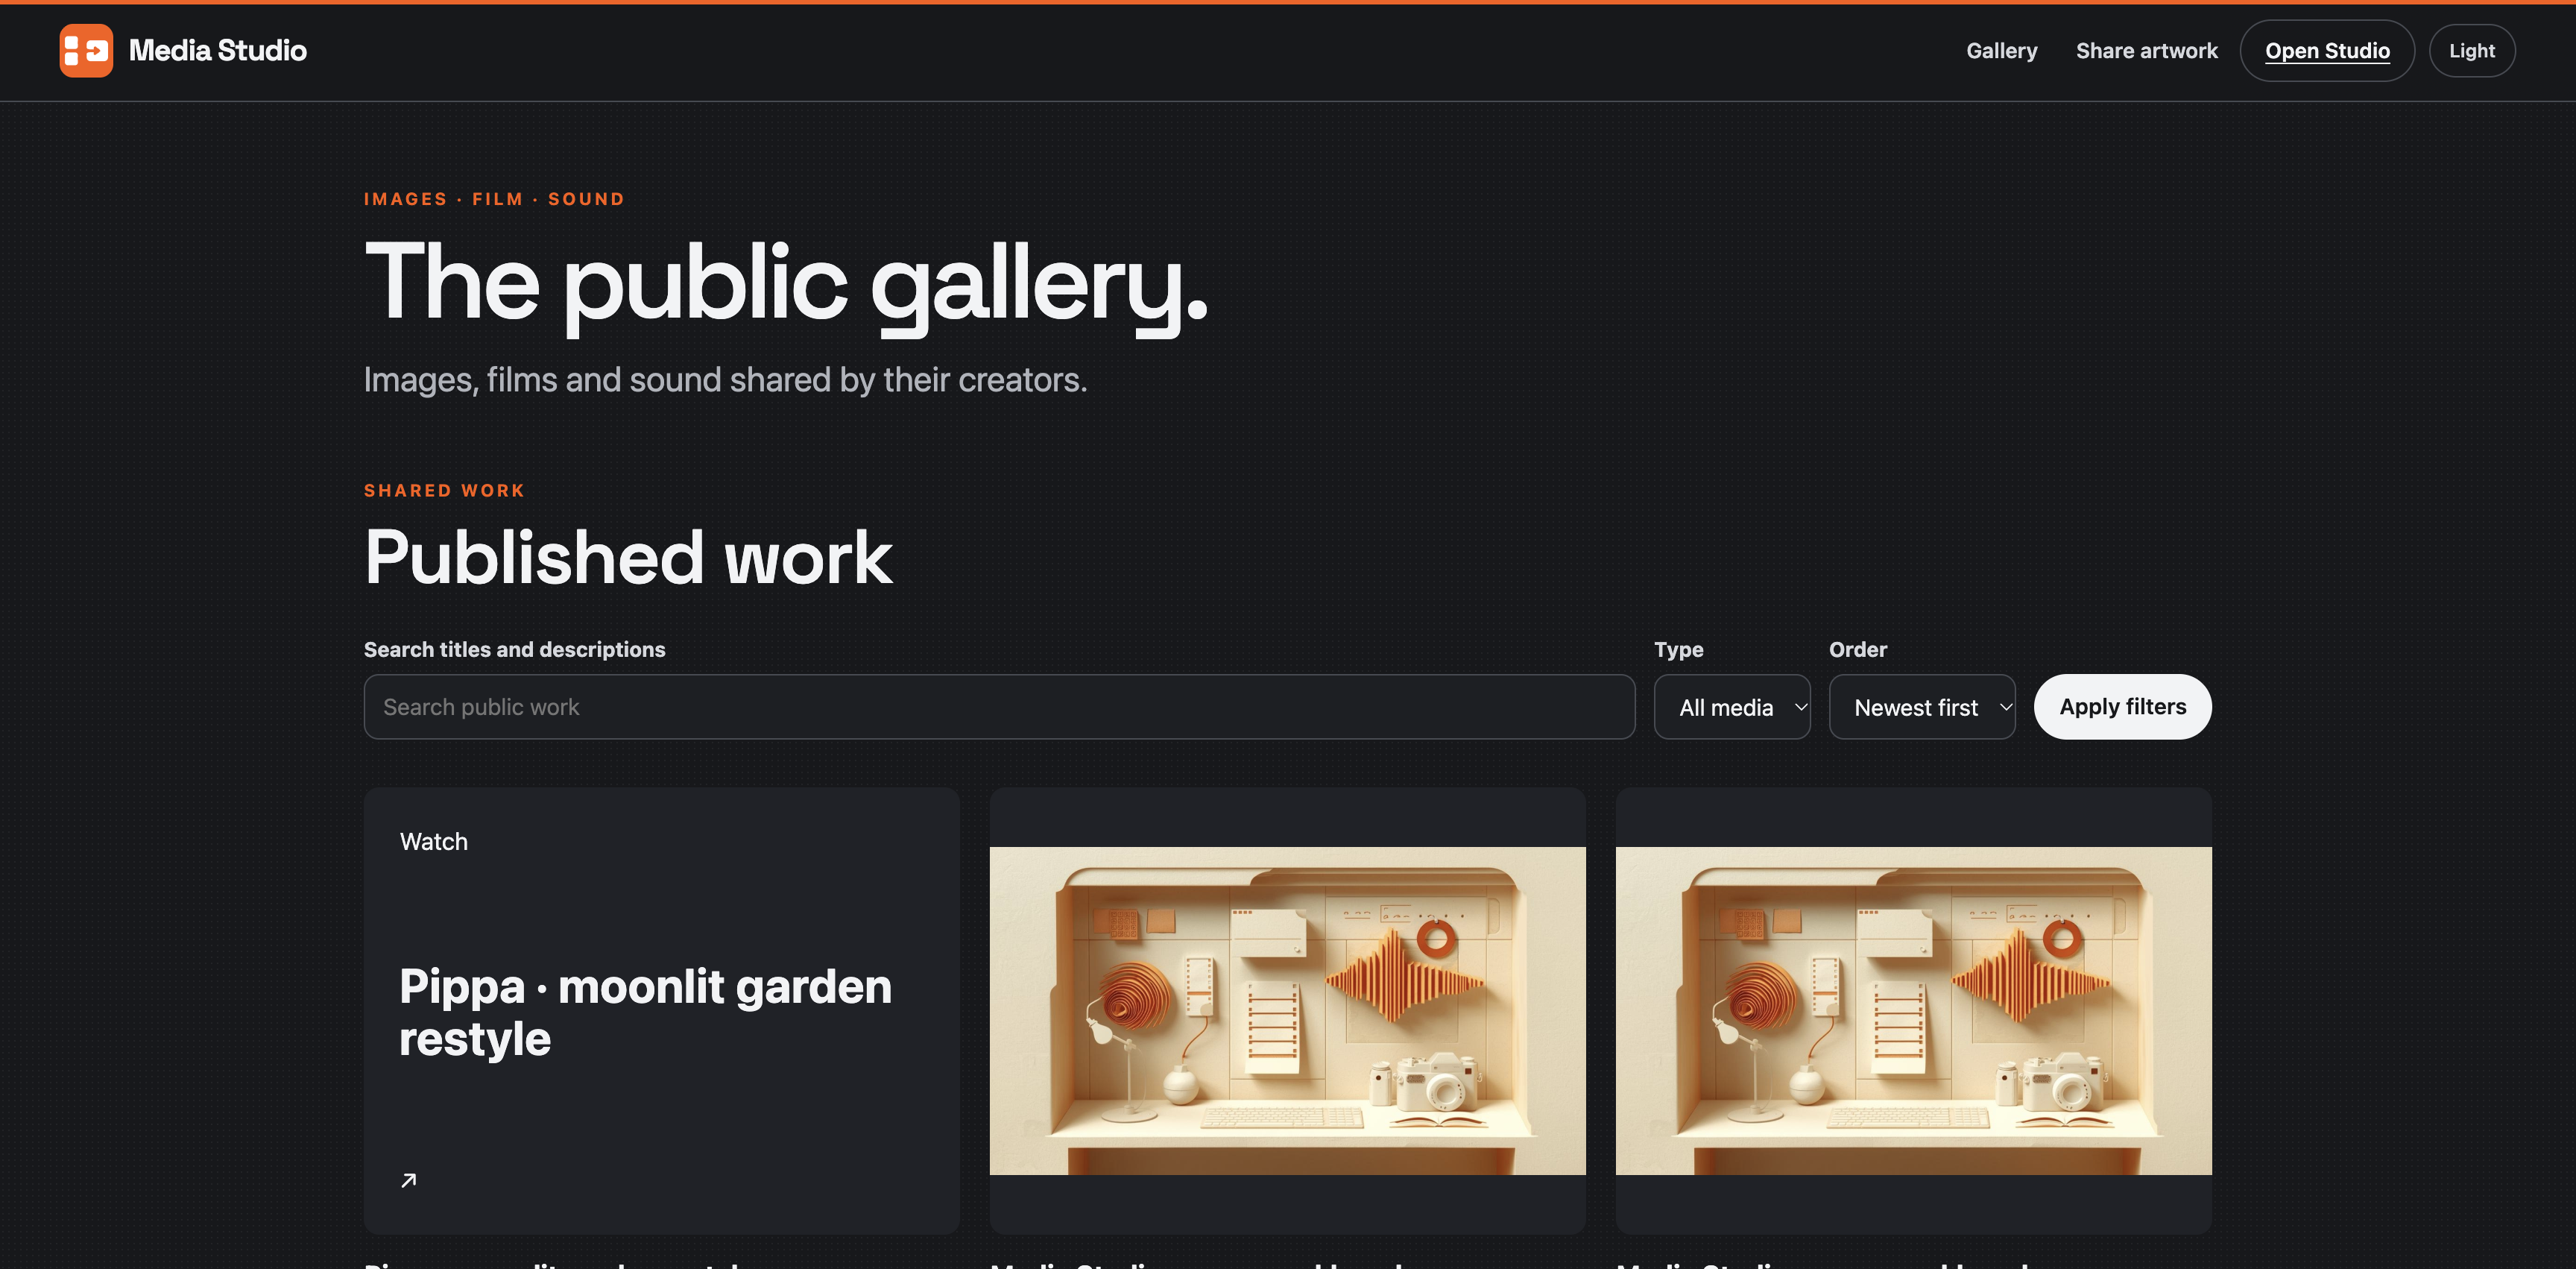 Media Studio
Gallery
Share artwork
Open Studio
Light
IMAGES · FILM · SOUND
The public gallery.
Images, films and sound shared by their creators.
SHARED WORK
Published work
Search titles and descriptions
Type
Order
Search public work
All media
Newest first
Apply filters
Watch
Pippa · moonlit garden
restyle